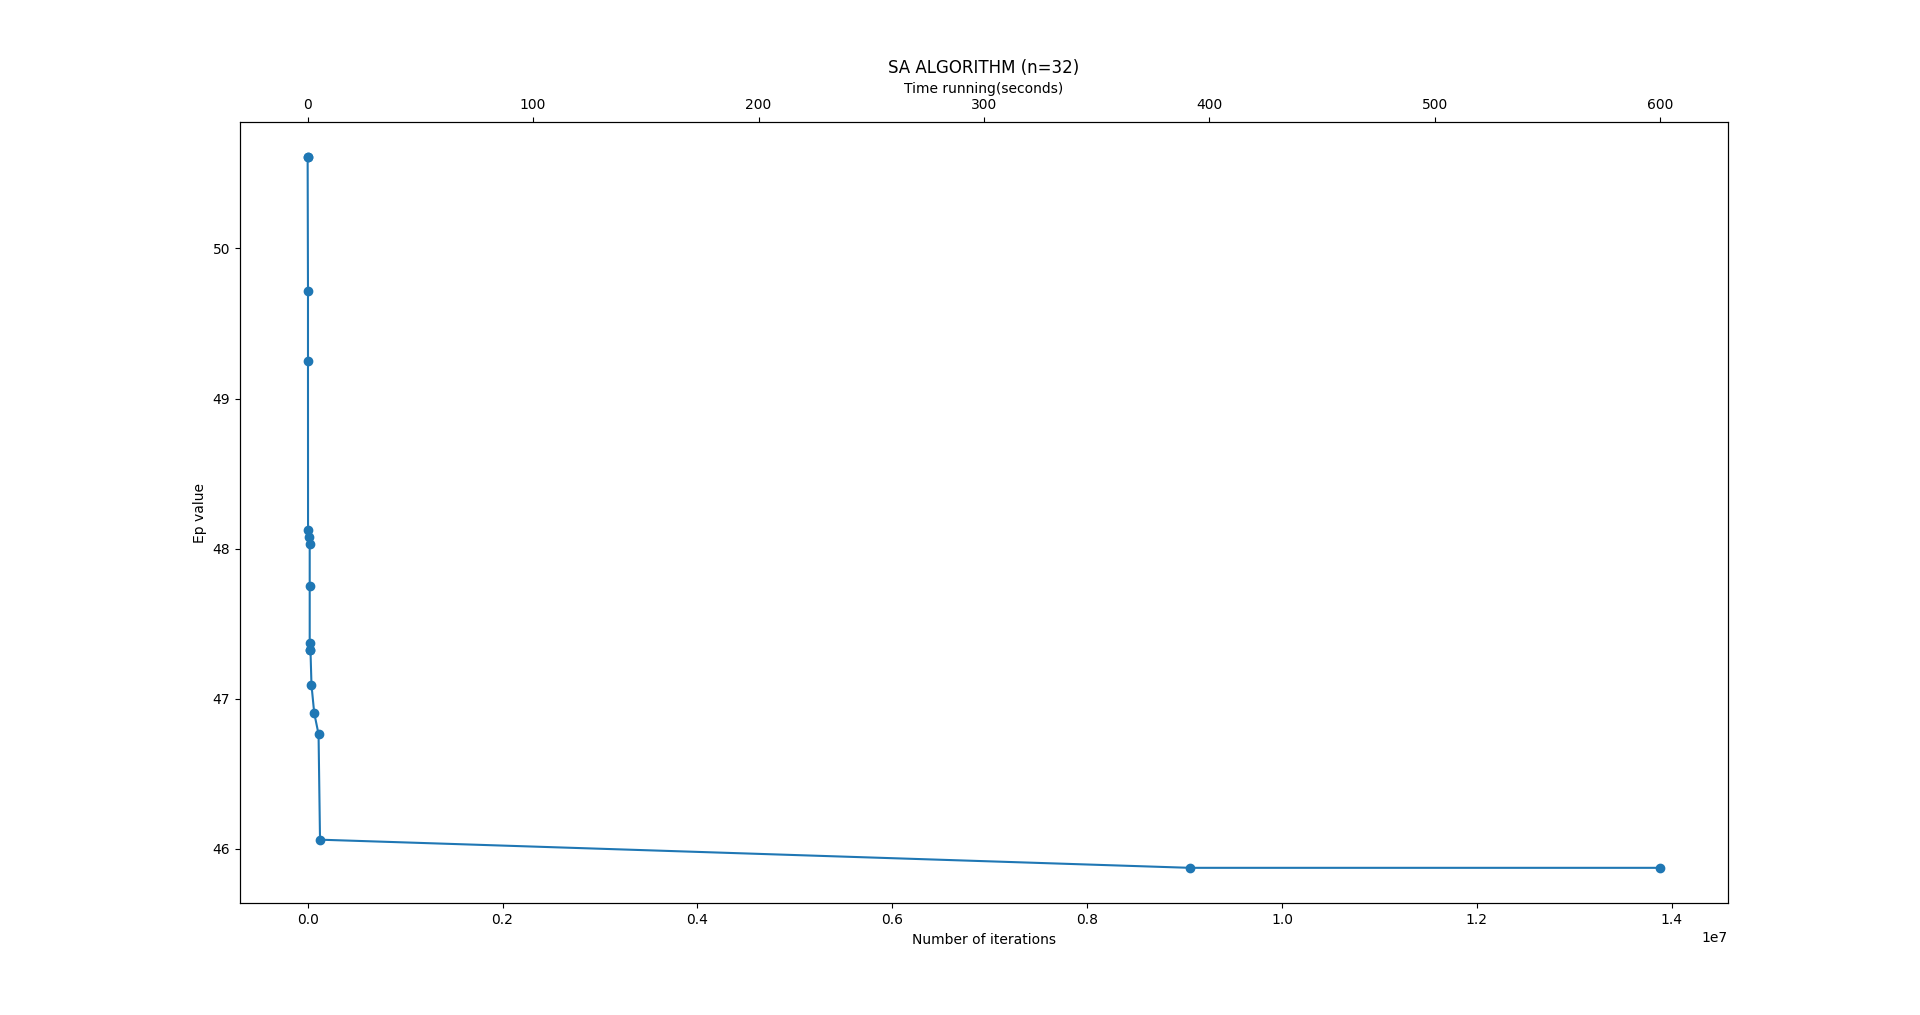 SA ALGORITHM (n=32)
Time running(seconds)
0 100 200 300 400 500 600
50
49
48
47
46
Ep value
0.0 0.2 0.4 0.6 0.8 1.0 1.2 1.4
1e7
Number of iterations